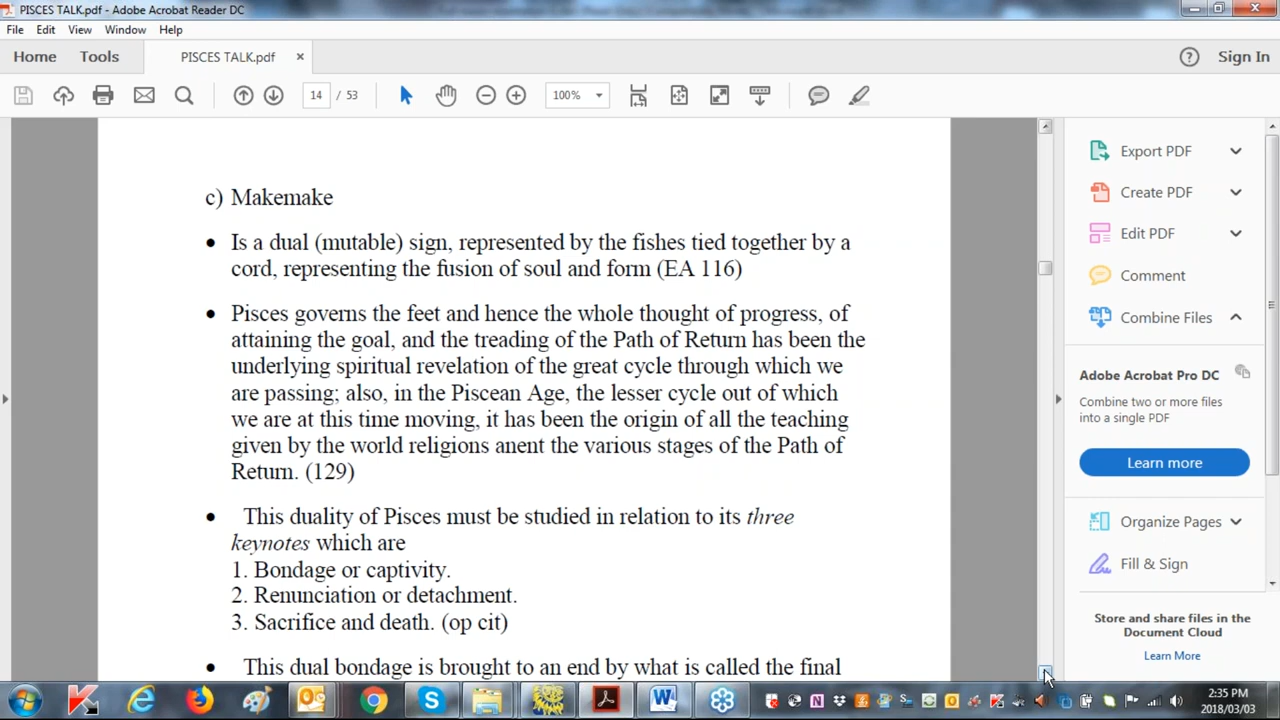 PISCES TALK.pdf - Adobe Acrobat Reader DC
File Edit View Window Help
Home Tools PISCES TALK.pdf × Sign In
14 / 53 100%
c) Makemake
• Is a dual (mutable) sign, represented by the fishes tied together by a
cord, representing the fusion of soul and form (EA 116)
• Pisces governs the feet and hence the whole thought of progress, of
attaining the goal, and the treading of the Path of Return has been the
underlying spiritual revelation of the great cycle through which we
are passing; also, in the Piscean Age, the lesser cycle out of which
we are at this time moving, it has been the origin of all the teaching
given by the world religions anent the various stages of the Path of
Return. (129)
• This duality of Pisces must be studied in relation to its three
keynotes which are
1. Bondage or captivity.
2. Renunciation or detachment.
3. Sacrifice and death. (op cit)
• This dual bondage is brought to an end by what is called the final
Export PDF
Create PDF
Edit PDF
Comment
Combine Files
Adobe Acrobat Pro DC
Combine two or more files
into a single PDF
Learn more
Organize Pages
Fill & Sign
Store and share files in the
Document Cloud
Learn More
2:35 PM
2018/03/03